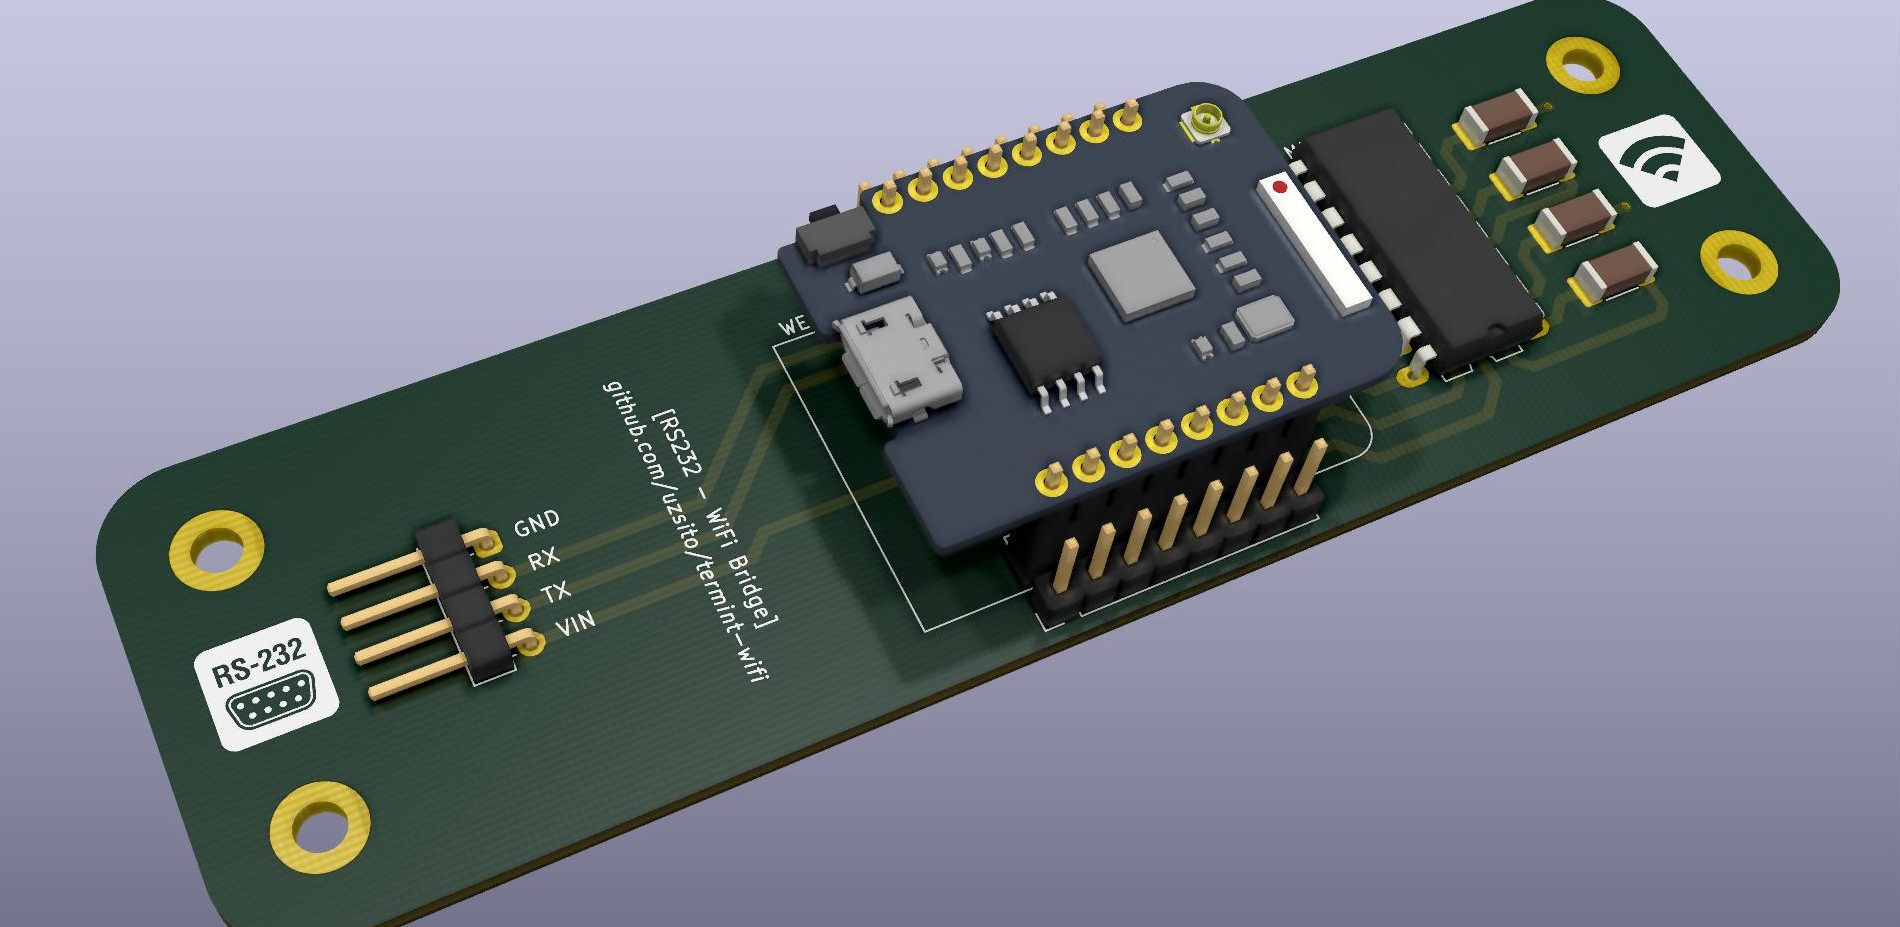 WE
[RS232 - WiFi Bridge]
github.com/uzsito/termint-wifi
GND
RX
TX
VIN
RS-232